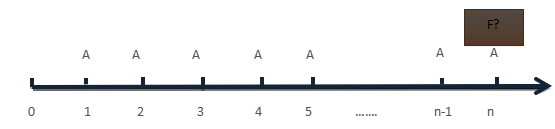 F?
A A A A A A A
0 1 2 3 4 5 ....... n-1 n